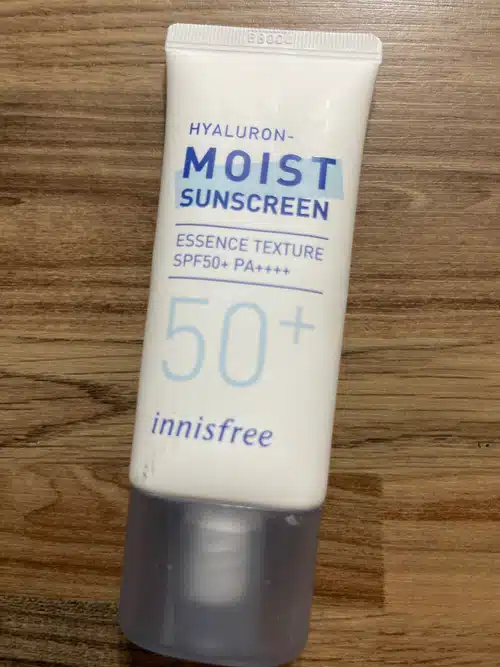 HYALURON-
MOIST
SUNSCREEN
ESSENCE TEXTURE
SPF50+ PA++++
50+
innisfree